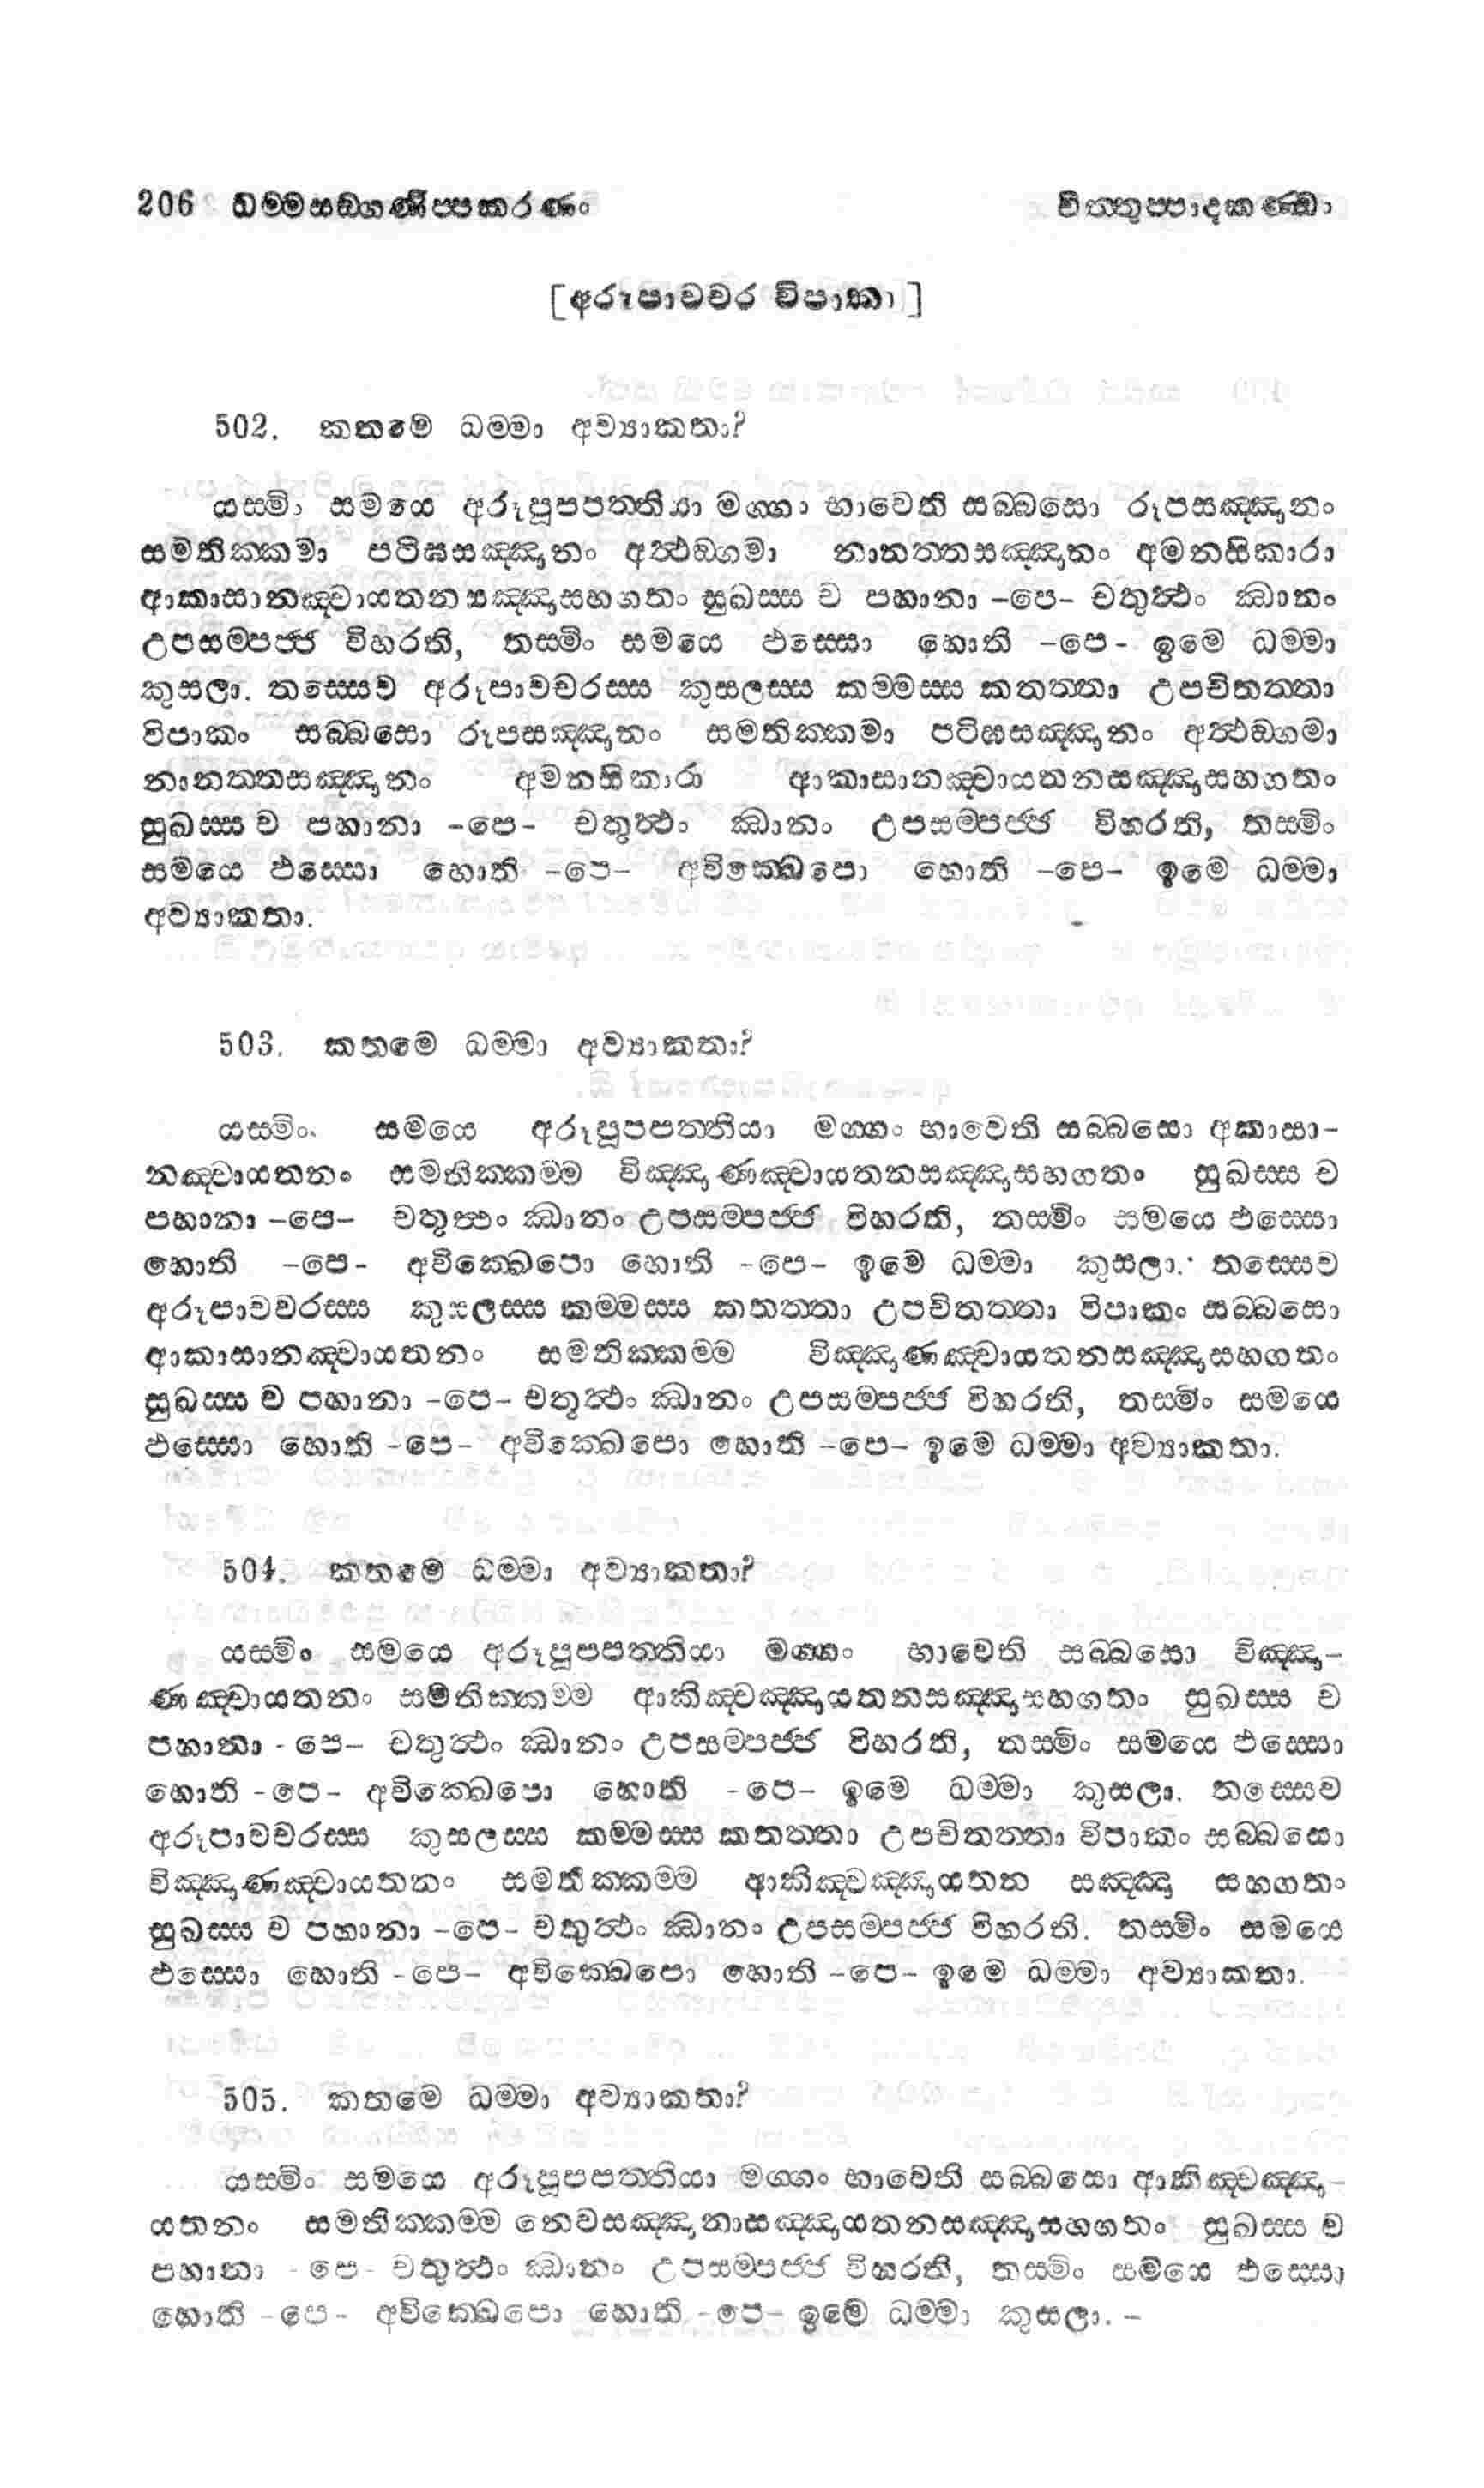 206 ධම්මසඞ්ගණිප්පකරණං චිත්තුප්පාදකණ්ඩා
[අරූපාවචර විපාකා]
502. කතමෙ ධම්මා අව්‍යාකතා?
යස්මිං සමයෙ අරූපූපපත්තියා මග්ගං භාවෙති සබ්බසො රූපසඤ්ඤානං
සමතික්කමා පටිඝසඤ්ඤානං අත්ථඞ්ගමා නානත්තසඤ්ඤානං අමනසිකාරා
ආකාසානඤ්චායතනසඤ්ඤාසහගතං සුඛස්ස ච පහානා -පෙ- චතුත්ථං ඣානං
උපසම්පජ්ජ විහරති, තස්මිං සමයෙ ඵස්සො හොති -පෙ- ඉමෙ ධම්මා
කුසලා. තස්සෙව අරූපාවචරස්ස කුසලස්ස කම්මස්ස කතත්තා උපචිතත්තා
විපාකං සබ්බසො රූපසඤ්ඤානං සමතික්කමා පටිඝසඤ්ඤානං අත්ථඞ්ගමා
නානත්තසඤ්ඤානං අමනසිකාරා ආකාසානඤ්චායතනසඤ්ඤාසහගතං
සුඛස්ස ච පහානා -පෙ- චතුත්ථං ඣානං උපසම්පජ්ජ විහරති, තස්මිං
සමයෙ ඵස්සො හොති -පෙ- අවික්ඛෙපො හොති -පෙ- ඉමෙ ධම්මා
අව්‍යාකතා.
503. කතමෙ ධම්මා අව්‍යාකතා?
යස්මිං සමයෙ අරූපූපපත්තියා මග්ගං භාවෙති සබ්බසො අකාසා-
නඤ්චායතනං සමතික්කම්ම විඤ්ඤාණඤ්චායතනසඤ්ඤාසහගතං සුඛස්ස ච
පහානා -පෙ- චතුත්ථං ඣානං උපසම්පජ්ජ විහරති, තස්මිං සමයෙ ඵස්සො
හොති -පෙ- අවික්ඛෙපො හොති -පෙ- ඉමෙ ධම්මා කුසලා. තස්සෙව
අරූපාවචරස්ස කුසලස්ස කම්මස්ස කතත්තා උපචිතත්තා විපාකං සබ්බසො
ආකාසානඤ්චායතනං සමතික්කම්ම විඤ්ඤාණඤ්චායතනසඤ්ඤාසහගතං
සුඛස්ස ච පහානා -පෙ- චතුත්ථං ඣානං උපසම්පජ්ජ විහරති, තස්මිං සමයෙ
ඵස්සො හොති -පෙ- අවික්ඛෙපො හොති -පෙ- ඉමෙ ධම්මා අව්‍යාකතා.
504. කතමෙ ධම්මා අව්‍යාකතා?
යස්මිං සමයෙ අරූපූපපත්තියා මග්ගං භාවෙති සබ්බසො විඤ්ඤා-
ණඤ්චායතනං සමතික්කම්ම ආකිඤ්චඤ්ඤායතනසඤ්ඤාසහගතං සුඛස්ස ච
පහානා -පෙ- චතුත්ථං ඣානං උපසම්පජ්ජ විහරති, තස්මිං සමයෙ ඵස්සො
හොති -පෙ- අවික්ඛෙපො හොති -පෙ- ඉමෙ ධම්මා කුසලා. තස්සෙව
අරූපාවචරස්ස කුසලස්ස කම්මස්ස කතත්තා උපචිතත්තා විපාකං සබ්බසො
විඤ්ඤාණඤ්චායතනං සමතික්කම්ම ආකිඤ්චඤ්ඤායතන සඤ්ඤා සහගතං
සුඛස්ස ච පහානා -පෙ- චතුත්ථං ඣානං උපසම්පජ්ජ විහරති. තස්මිං සමයෙ
ඵස්සො හොති -පෙ- අවික්ඛෙපො හොති -පෙ- ඉමෙ ධම්මා අව්‍යාකතා.
505. කතමෙ ධම්මා අව්‍යාකතා?
යස්මිං සමයෙ අරූපූපපත්තියා මග්ගං භාවෙති සබ්බසො ආකිඤ්චඤ්ඤා-
යතනං සමතික්කම්ම නෙවසඤ්ඤානාසඤ්ඤායතනසඤ්ඤාසහගතං සුඛස්ස ච
පහානා -පෙ- චතුත්ථං ඣානං උපසම්පජ්ජ විහරති, තස්මිං සමයෙ ඵස්සො
හොති -පෙ- අවික්ඛෙපො හොති -පෙ- ඉමෙ ධම්මා කුසලා. -